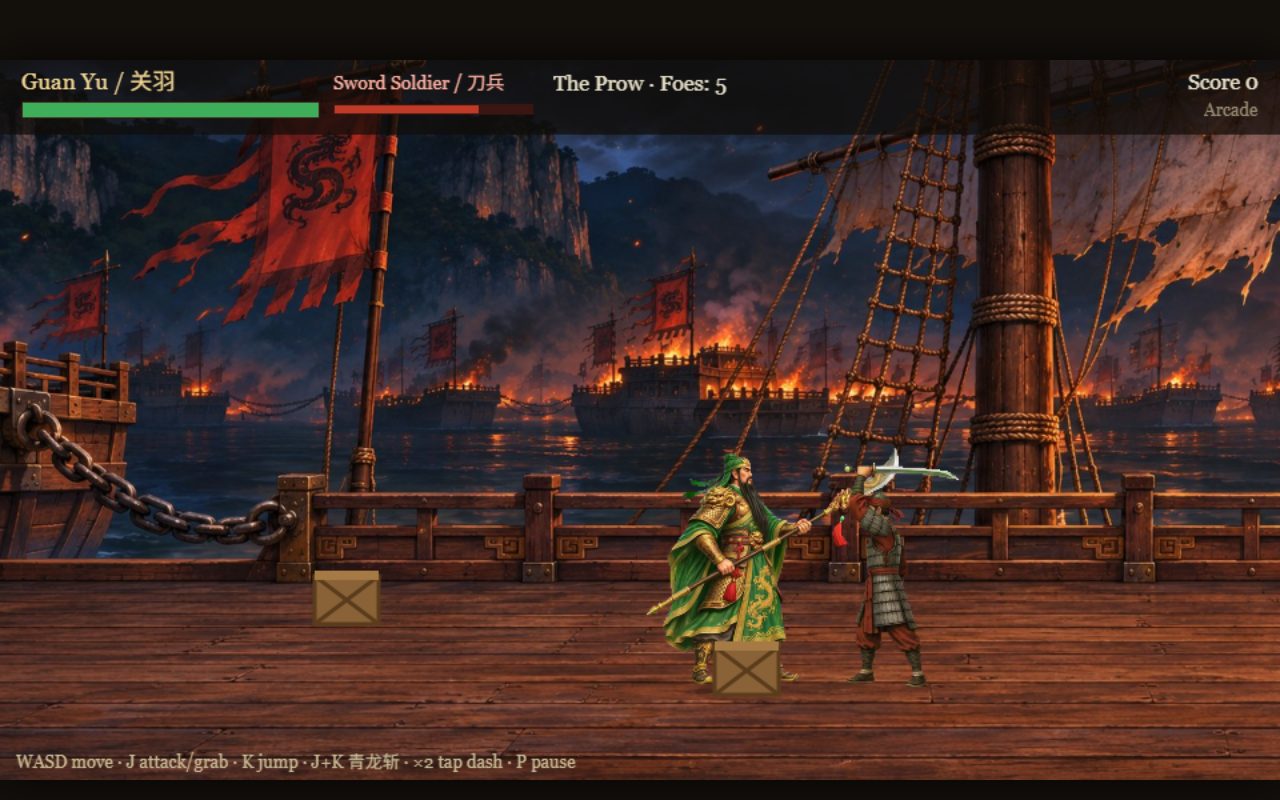 Guan Yu / 关羽
Sword Soldier / 刀兵
The Prow · Foes: 5
Score 0
Arcade
WASD move · J attack/grab · K jump · J+K 青龙斩 · ×2 tap dash · P pause